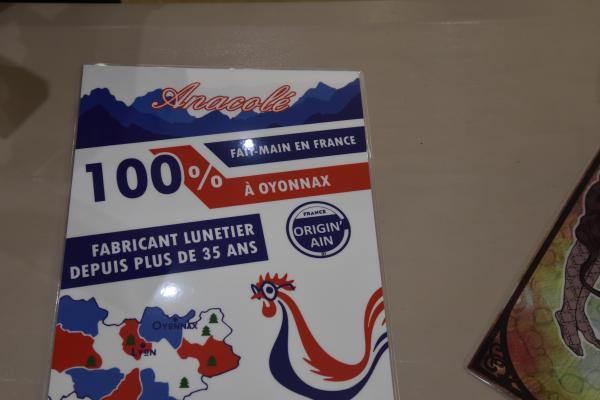 Anacolé
100%
FAIT-MAIN EN FRANCE
À OYONNAX
FABRICANT LUNETIER
DEPUIS PLUS DE 35 ANS
FRANCE
ORIGIN'
AIN
OYONNAX
LYON